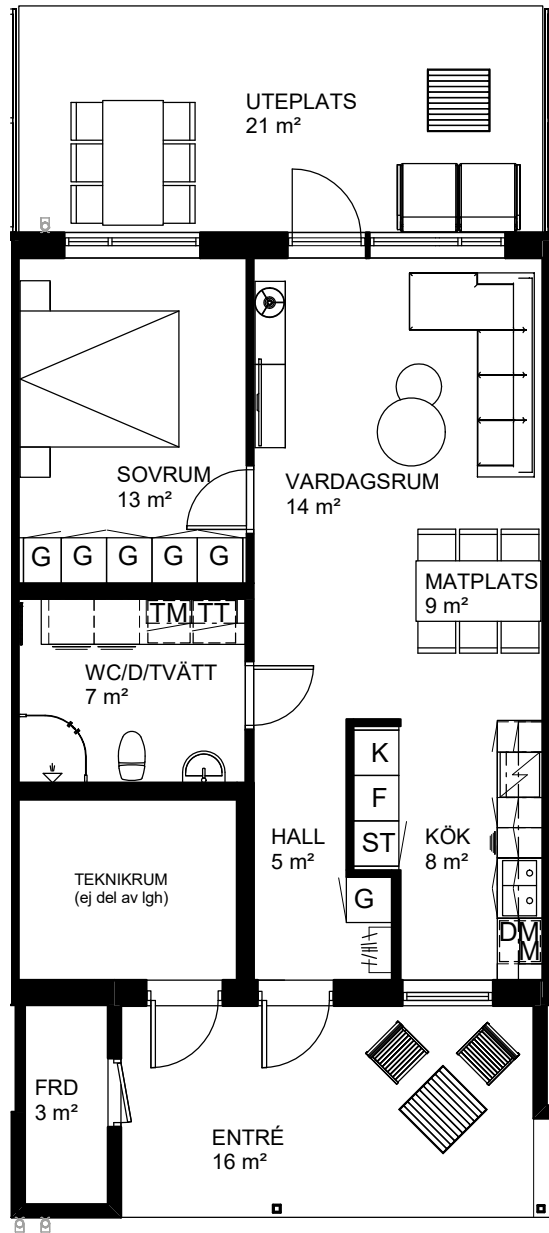 UTEPLATS
21 m²
SOVRUM
13 m²
VARDAGSRUM
14 m²
G G G G G
MATPLATS
9 m²
TM TT
WC/D/TVÄTT
7 m²
K
F
ST
HALL
5 m²
KÖK
8 m²
TEKNIKRUM
(ej del av lgh)
G
DM
M
FRD
3 m²
ENTRÉ
16 m²